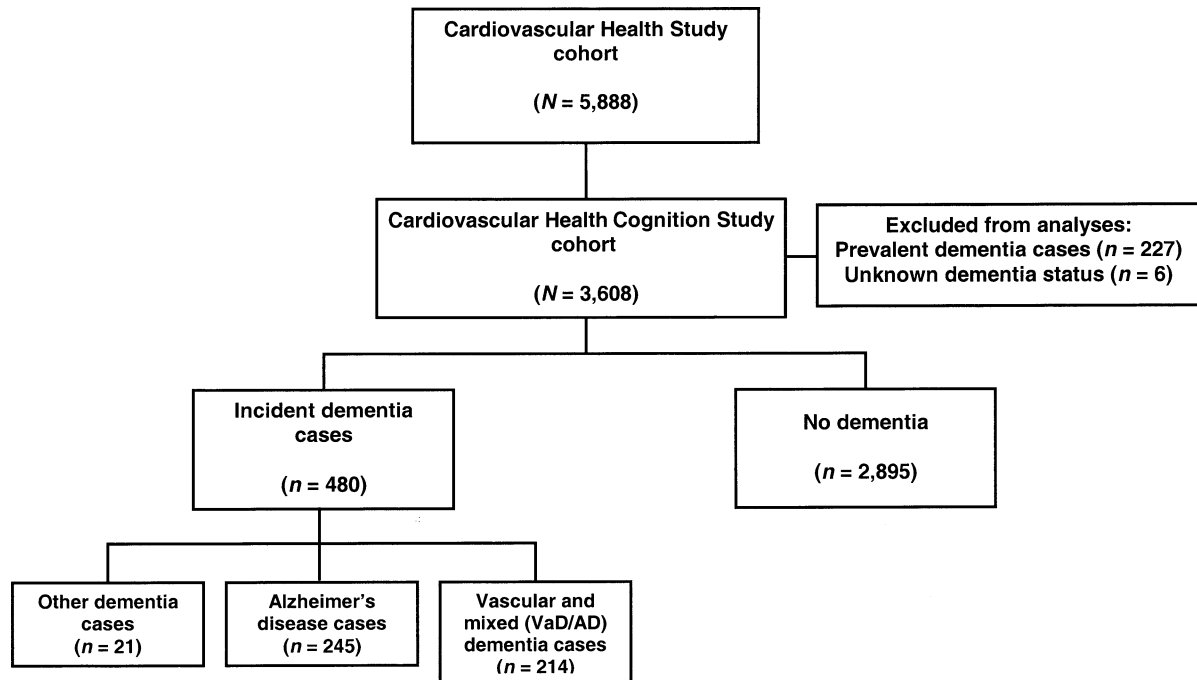 Cardiovascular Health Study
cohort
(N = 5,888)
Cardiovascular Health Cognition Study
cohort
(N = 3,608)
Excluded from analyses:
Prevalent dementia cases (n = 227)
Unknown dementia status (n = 6)
Incident dementia
cases
(n = 480)
No dementia
(n = 2,895)
Other dementia
cases
(n = 21)
Alzheimer's
disease cases
(n = 245)
Vascular and
mixed (VaD/AD)
dementia cases
(n = 214)